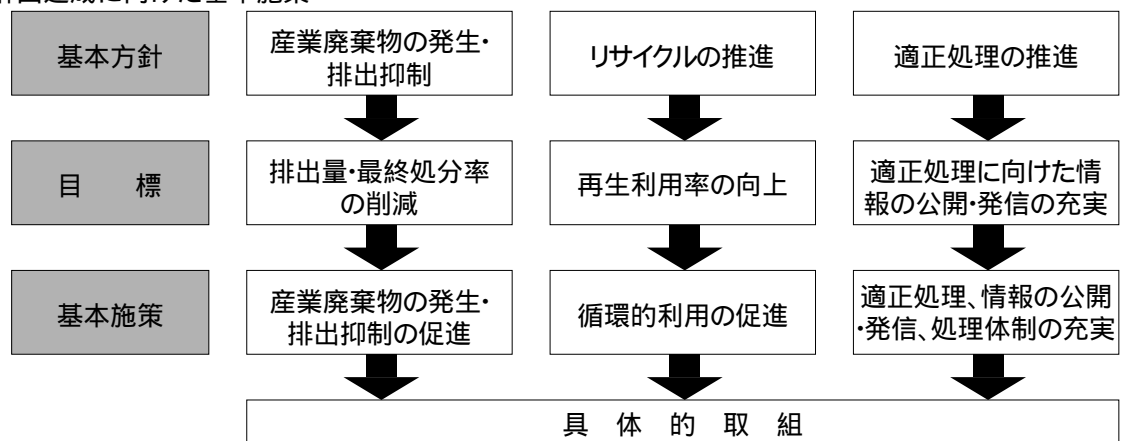 基本方針
産業廃棄物の発生・
排出抑制
リサイクルの推進
適正処理の推進
目　　標
排出量・最終処分率
の削減
再生利用率の向上
適正処理に向けた情
報の公開・発信の充実
基本施策
産業廃棄物の発生・
排出抑制の促進
循環的利用の促進
適正処理、情報の公開
・発信、処理体制の充実
具　体　的　取　組